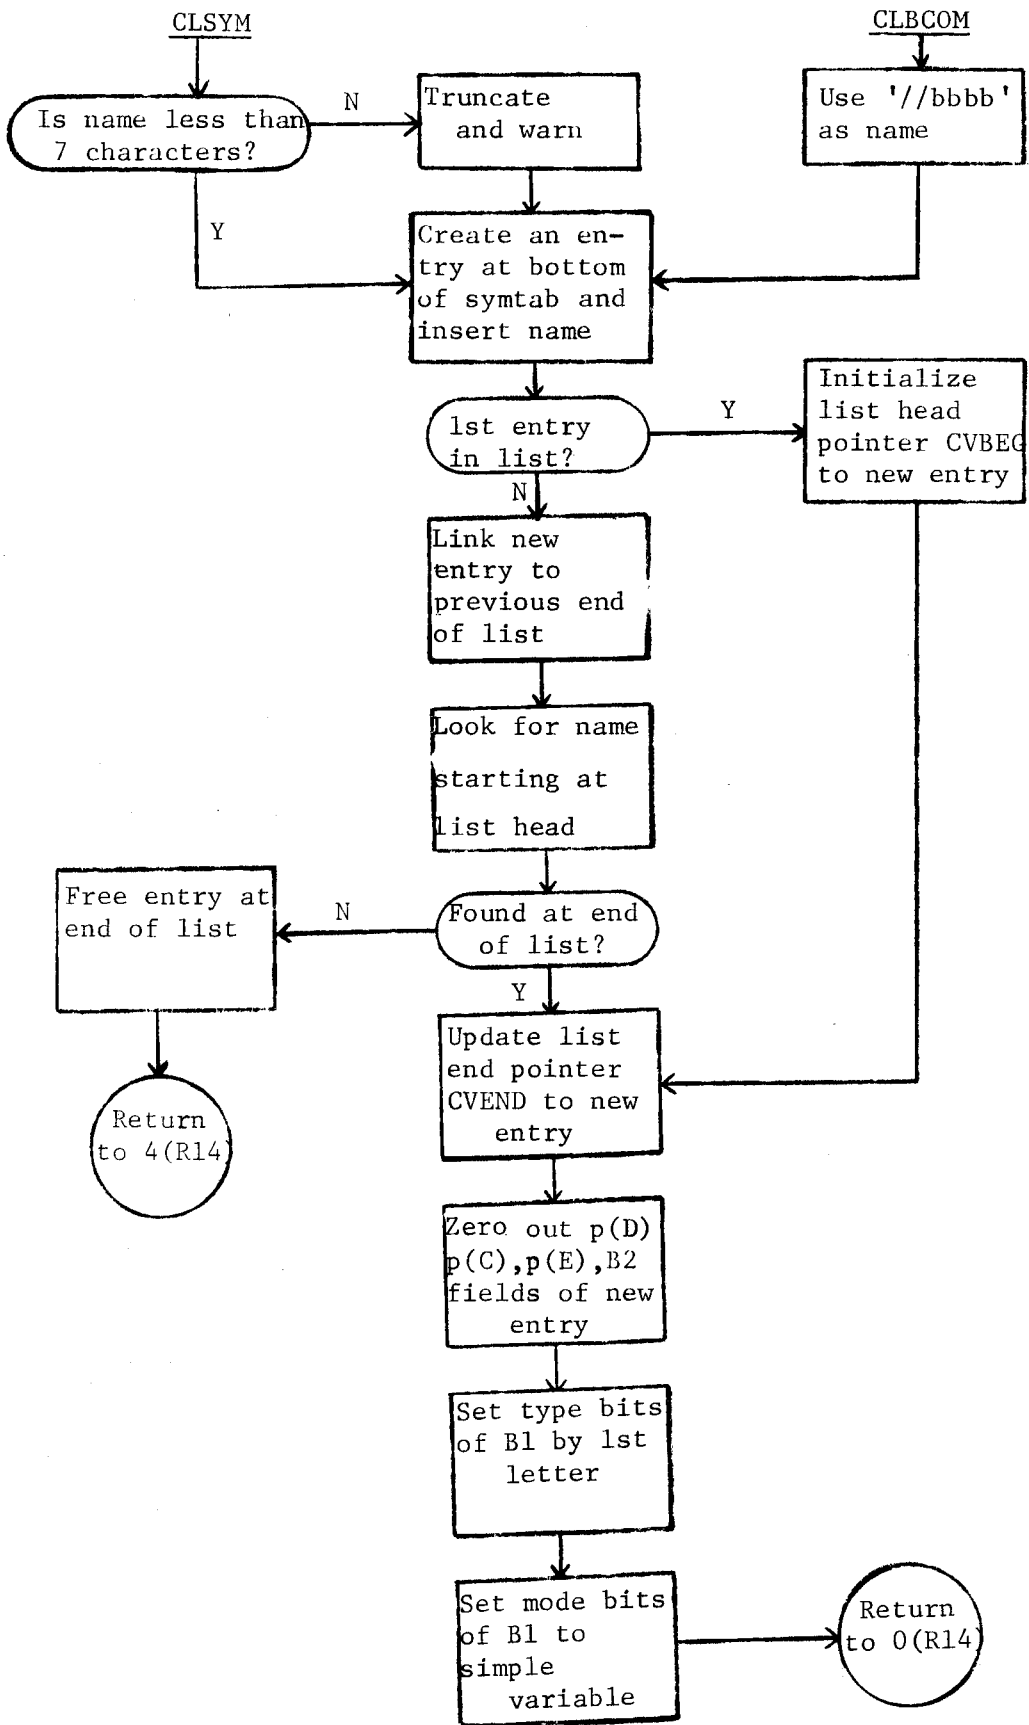 CLSYM
CLBCOM
Is name less than
7 characters?
N
Truncate
and warn
Use '//bbbb'
as name
Y
Create an en-
try at bottom
of symtab and
insert name
1st entry
in list?
Y
Initialize
list head
pointer CVBEG
to new entry
N
Link new
entry to
previous end
of list
Look for name
starting at
list head
Free entry at
end of list
N
Found at end
of list?
Y
Return
to 4(R14)
Update list
end pointer
CVEND to new
entry
Zero out p(D)
p(C),p(E),B2
fields of new
entry
Set type bits
of B1 by 1st
letter
Set mode bits
of B1 to
simple
variable
Return
to 0(R14)